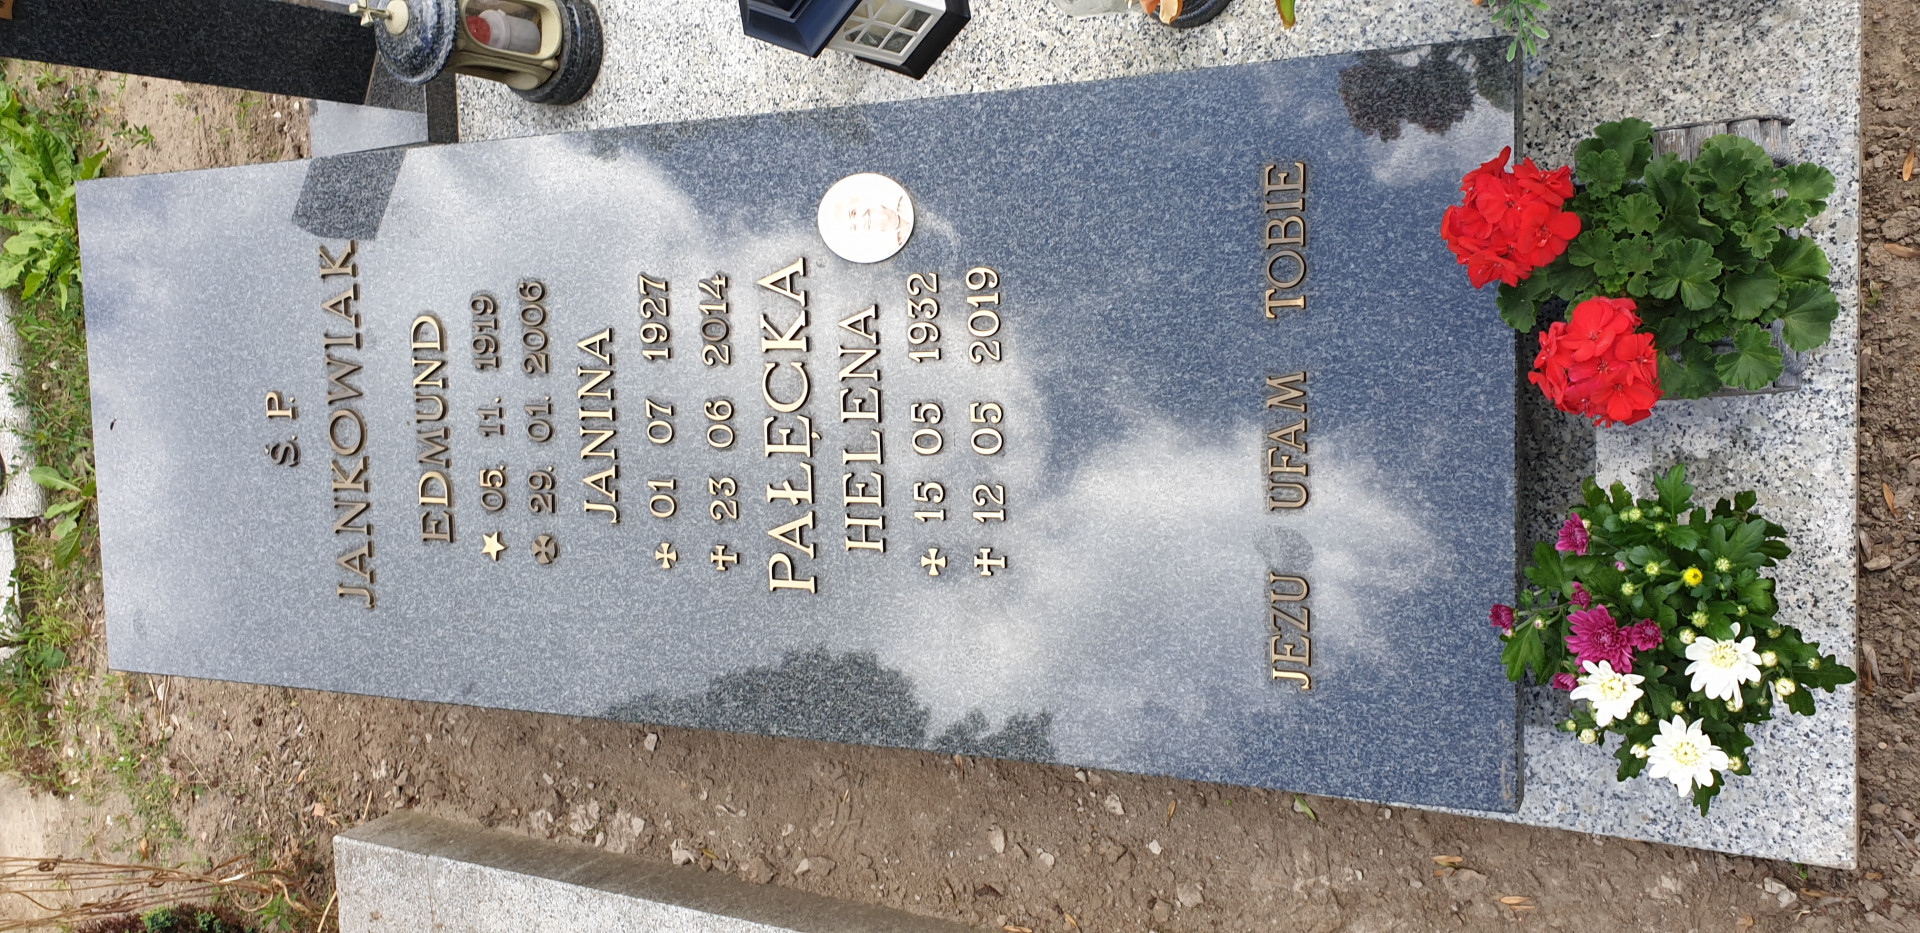 Ś. P.
JANKOWIAK
EDMUND
05. 11. 1919
29. 01. 2006
JANINA
01 07 1927
23 06 2014
PAŁĘCKA
HELENA
15 05 1932
12 05 2019
JEZU UFAM TOBIE